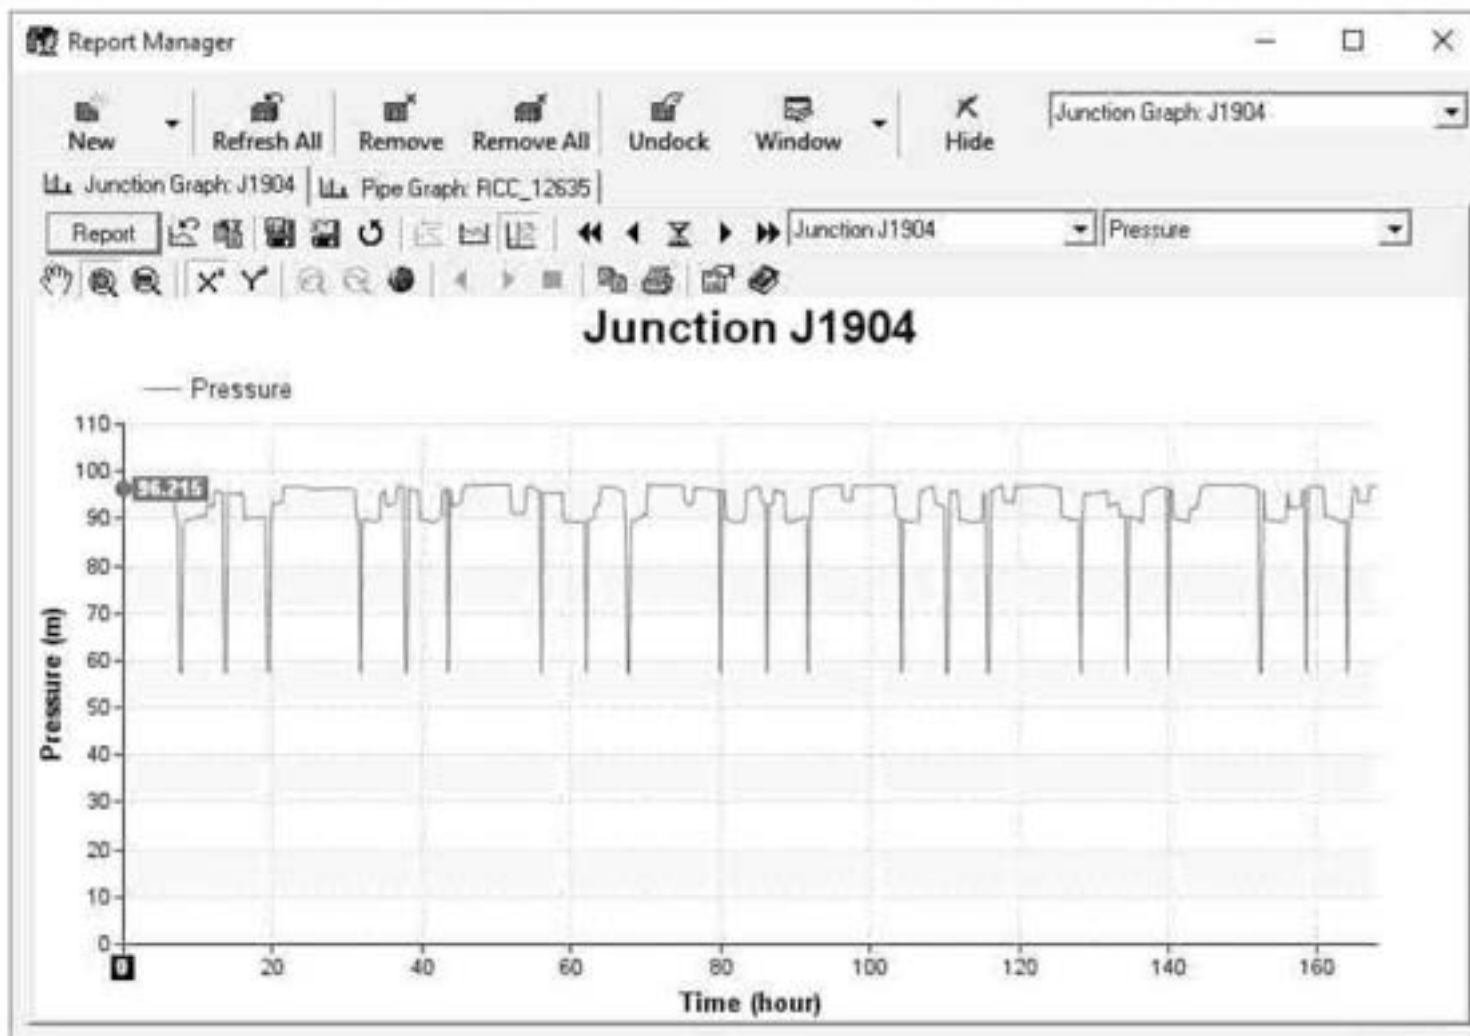 Report Manager
New Refresh All Remove Remove All Undock Window Hide Junction Graph: J1904
Junction Graph: J1904 Pipe Graph: RCC_12635
Report Junction J1904 Pressure
Junction J1904
Pressure
110
100
96.215
90
80
70
60
50
40
30
20
10
0
Pressure (m)
0 20 40 60 80 100 120 140 160
Time (hour)